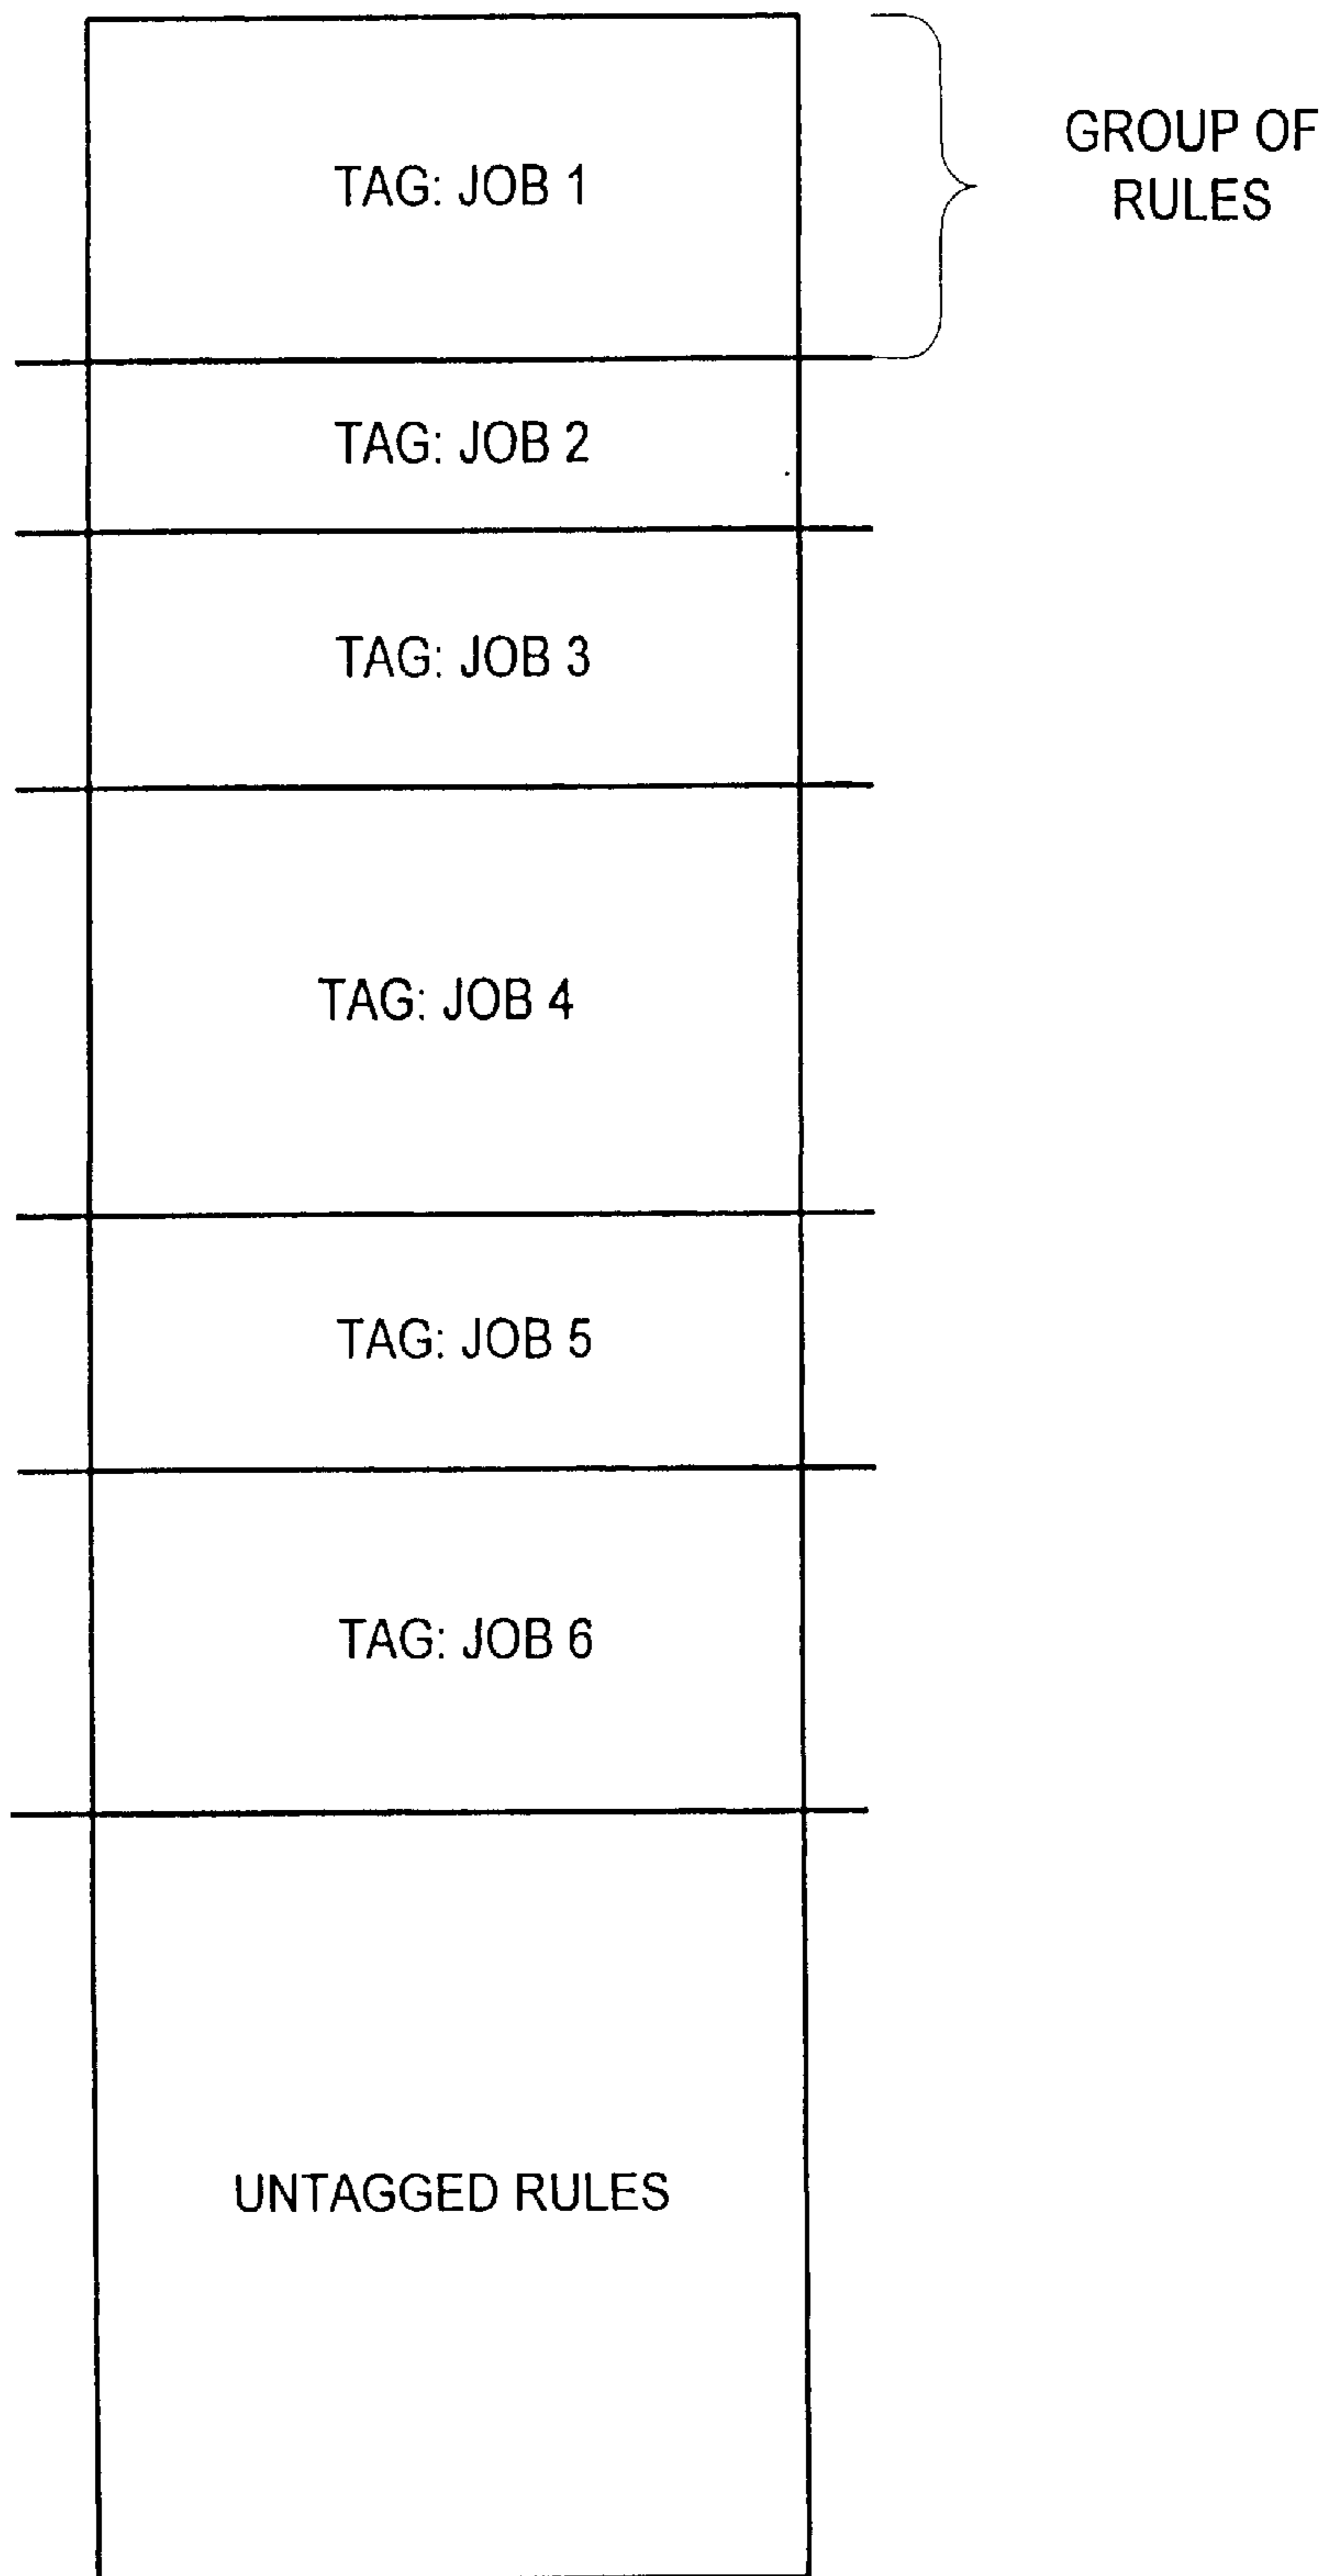 TAG: JOB 1
GROUP OF
RULES
TAG: JOB 2
TAG: JOB 3
TAG: JOB 4
TAG: JOB 5
TAG: JOB 6
UNTAGGED RULES